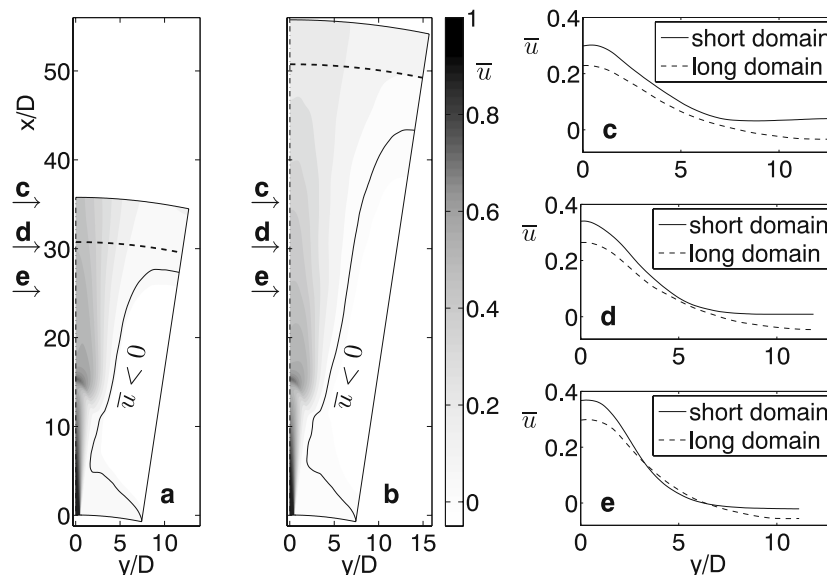 x/D
50
40
30
20
10
0
c
d
e
u̅ < 0
a
0 5 10
y/D
c
d
e
u̅ < 0
b
0 5 10 15
y/D
1
u̅
0.8
0.6
0.4
0.2
0
0.4
u̅
0.2
0
short domain
long domain
c
0 5 10
0.4
u̅
0.2
0
short domain
long domain
d
0 5 10
0.4
u̅
0.2
0
short domain
long domain
e
0 5 10
y/D